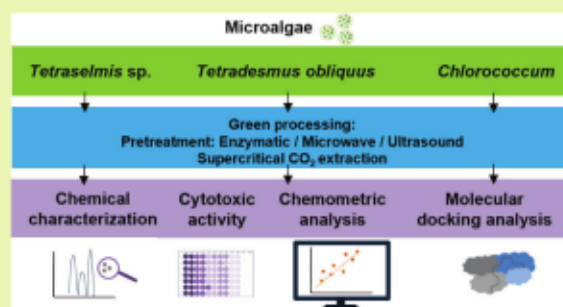 Microalgae
Tetraselmis sp. Tetradesmus obliquus Chlorococcum
Green processing:
Pretreatment: Enzymatic / Microwave / Ultrasound
Supercritical CO₂ extraction
Chemical characterization
Cytotoxic activity
Chemometric analysis
Molecular docking analysis